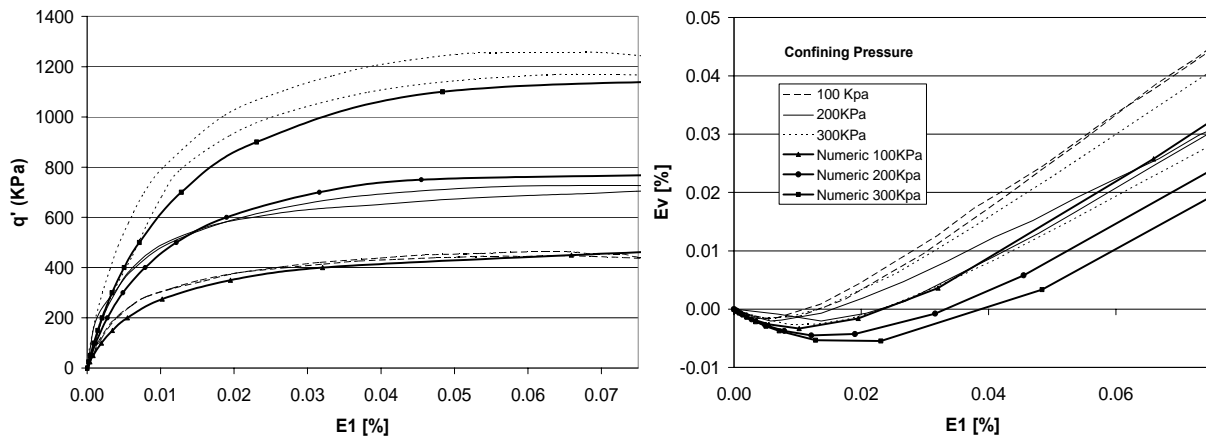 1400
1200
1000
800
600
400
200
0
q' (KPa)
0.00 0.01 0.02 0.03 0.04 0.05 0.06 0.07
E1 [%]
0.05
0.04
0.03
0.02
0.01
0.00
-0.01
Ev [%]
Confining Pressure
100 Kpa
200KPa
300KPa
Numeric 100KPa
Numeric 200Kpa
Numeric 300Kpa
0.00 0.02 0.04 0.06
E1 [%]